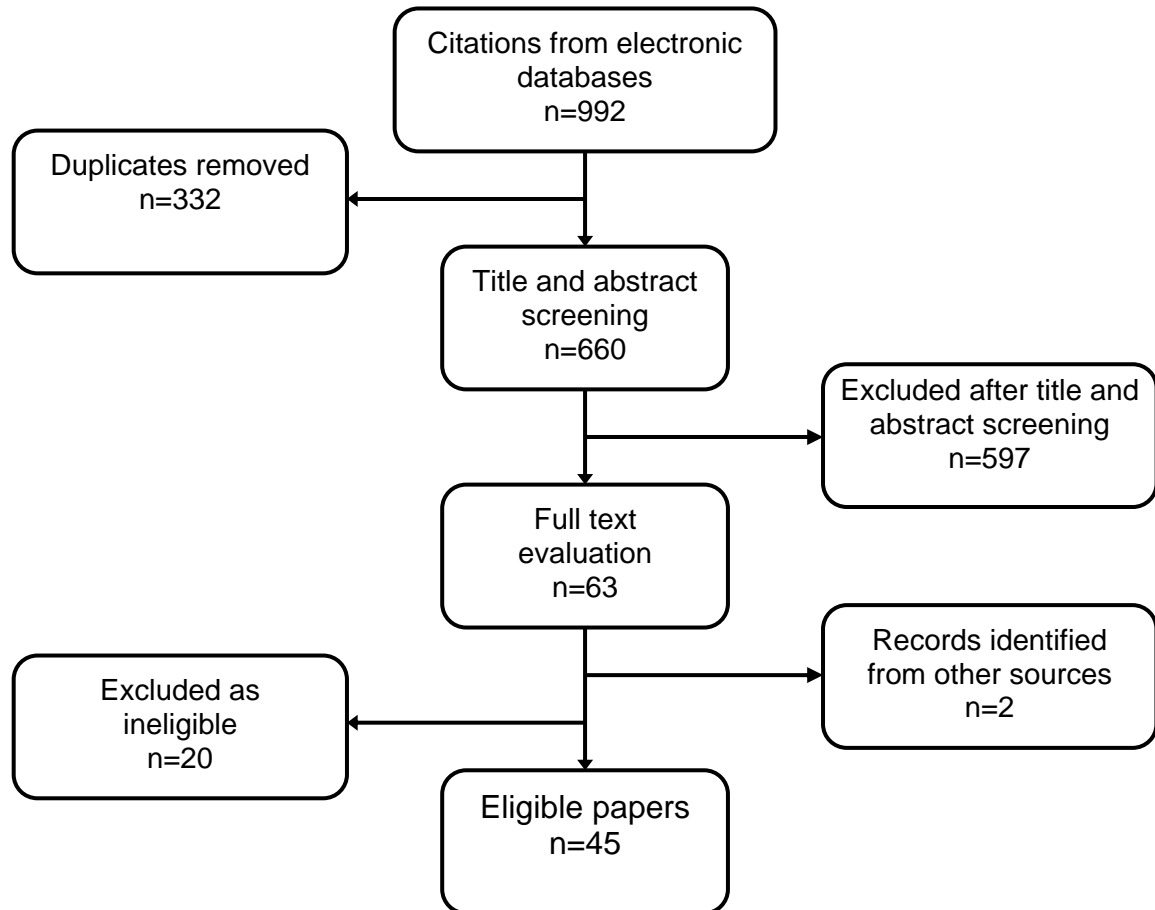 Citations from electronic
databases
n=992
Duplicates removed
n=332
Title and abstract
screening
n=660
Excluded after title and
abstract screening
n=597
Full text
evaluation
n=63
Records identified
from other sources
n=2
Excluded as
ineligible
n=20
Eligible papers
n=45